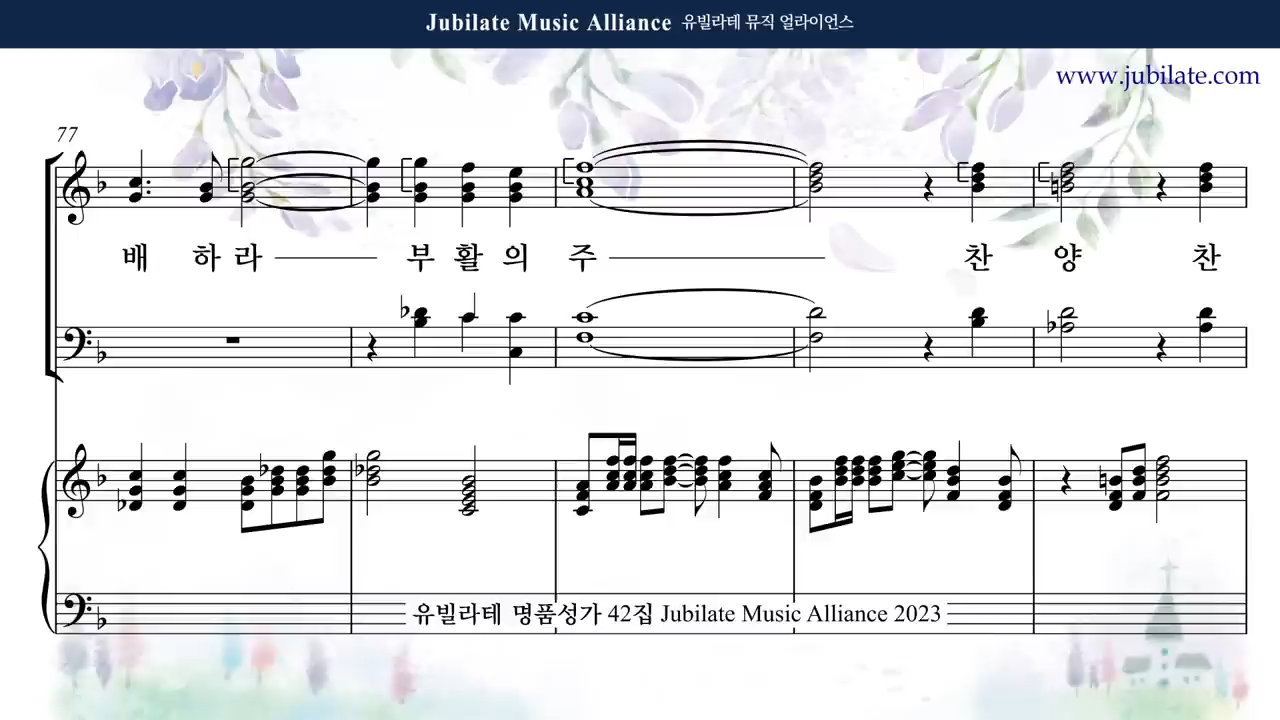 Jubilate Music Alliance 유빌라테 뮤직 얼라이언스
www.jubilate.com
77
배 하 라 부 활 의 주 찬 양 찬
유빌라테 명품성가 42집 Jubilate Music Alliance 2023